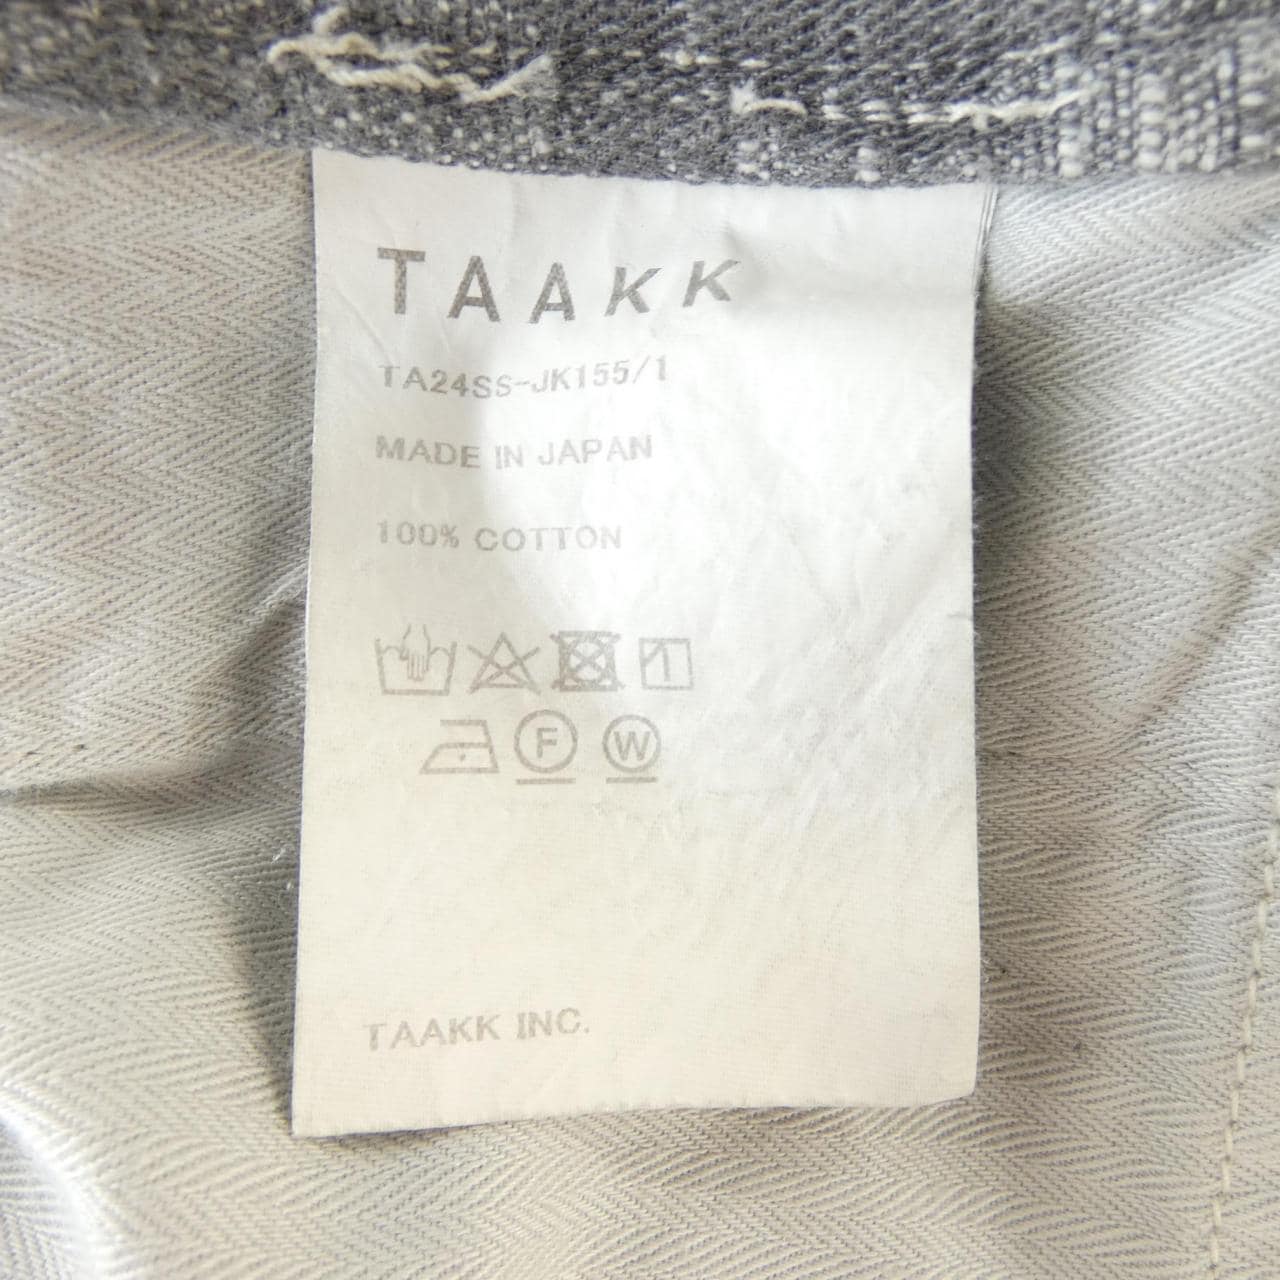 TAAKK
TA24SS-JK155/1
MADE IN JAPAN
100% COTTON
F W
TAAKK INC.